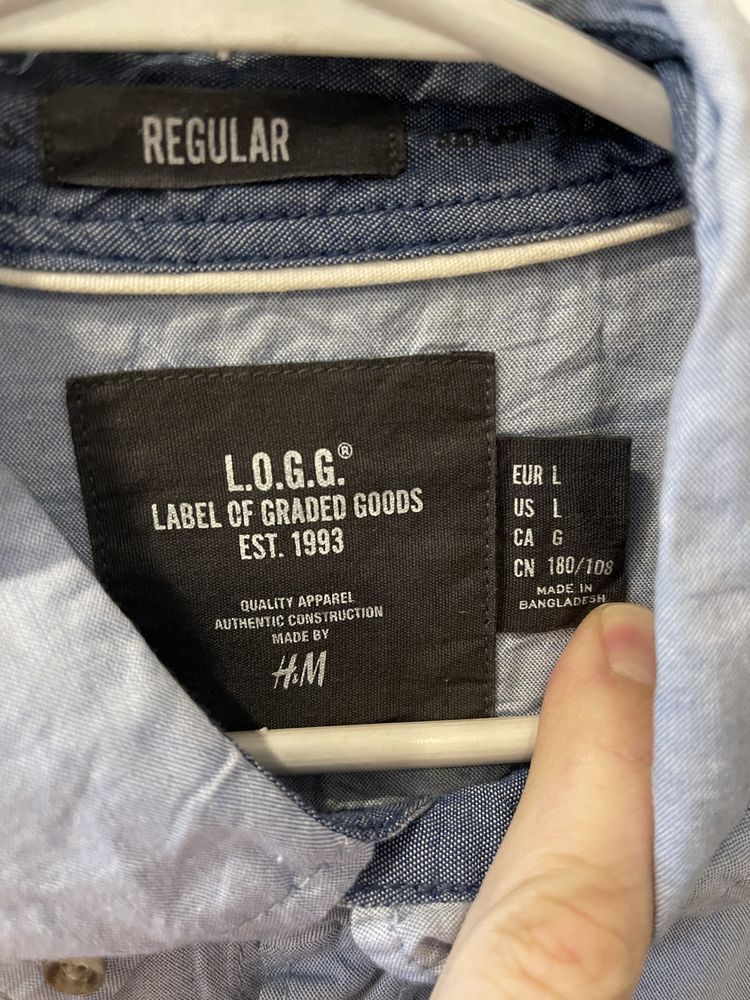 REGULAR
L.O.G.G.®
LABEL OF GRADED GOODS
EST. 1993
QUALITY APPAREL
AUTHENTIC CONSTRUCTION
MADE BY
H&M
EUR L
US L
CA G
CN 180/108
MADE IN
BANGLADESH